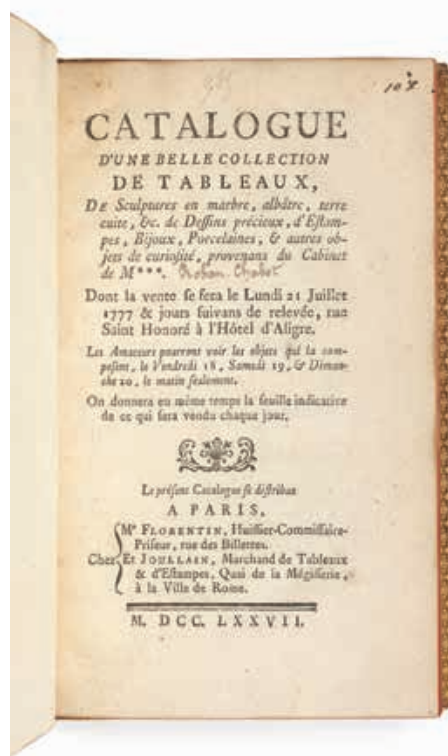 107
CATALOGUE
D'UNE BELLE COLLECTION
DE TABLEAUX,
De Sculptures en marbre, albâtre, terre
cuite, &c. de Dessins précieux, d'Estam-
pes, Bijoux, Porcelaines, & autres ob-
jets de curiosité, provenans du Cabinet
de M***. Rohan Chabot
Dont la vente se fera le Lundi 21 Juillet
1777 & jours suivans de relevée, rue
Saint Honoré à l'Hôtel d'Aligre.
Les Amateurs pourront voir les objets qui la com-
posent, le Vendredi 18, Samedi 19, & Diman-
che 20, le matin seulement.
On donnera en même temps la feuille indicative
de ce qui sera vendu chaque jour.
Le présent Catalogue se distribue
A PARIS,
Chez
Me FLORENTIN, Huissier-Commissaire-
Priseur, rue des Billettes.
Et JOULLAIN, Marchand de Tableaux
& d'Estampes, Quai de la Mégisserie,
à la Ville de Rome.
M. DCC. LXXVII.